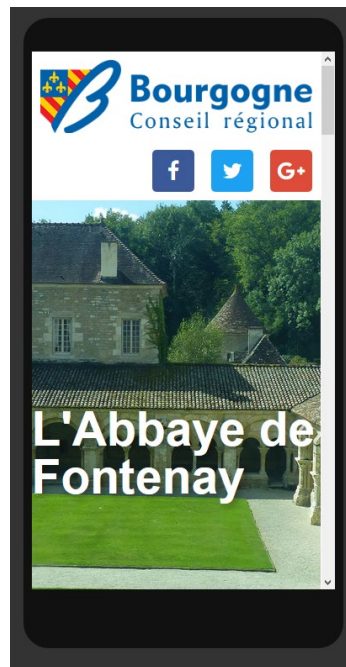 Bourgogne
Conseil régional
f
G+
L'Abbaye de
Fontenay